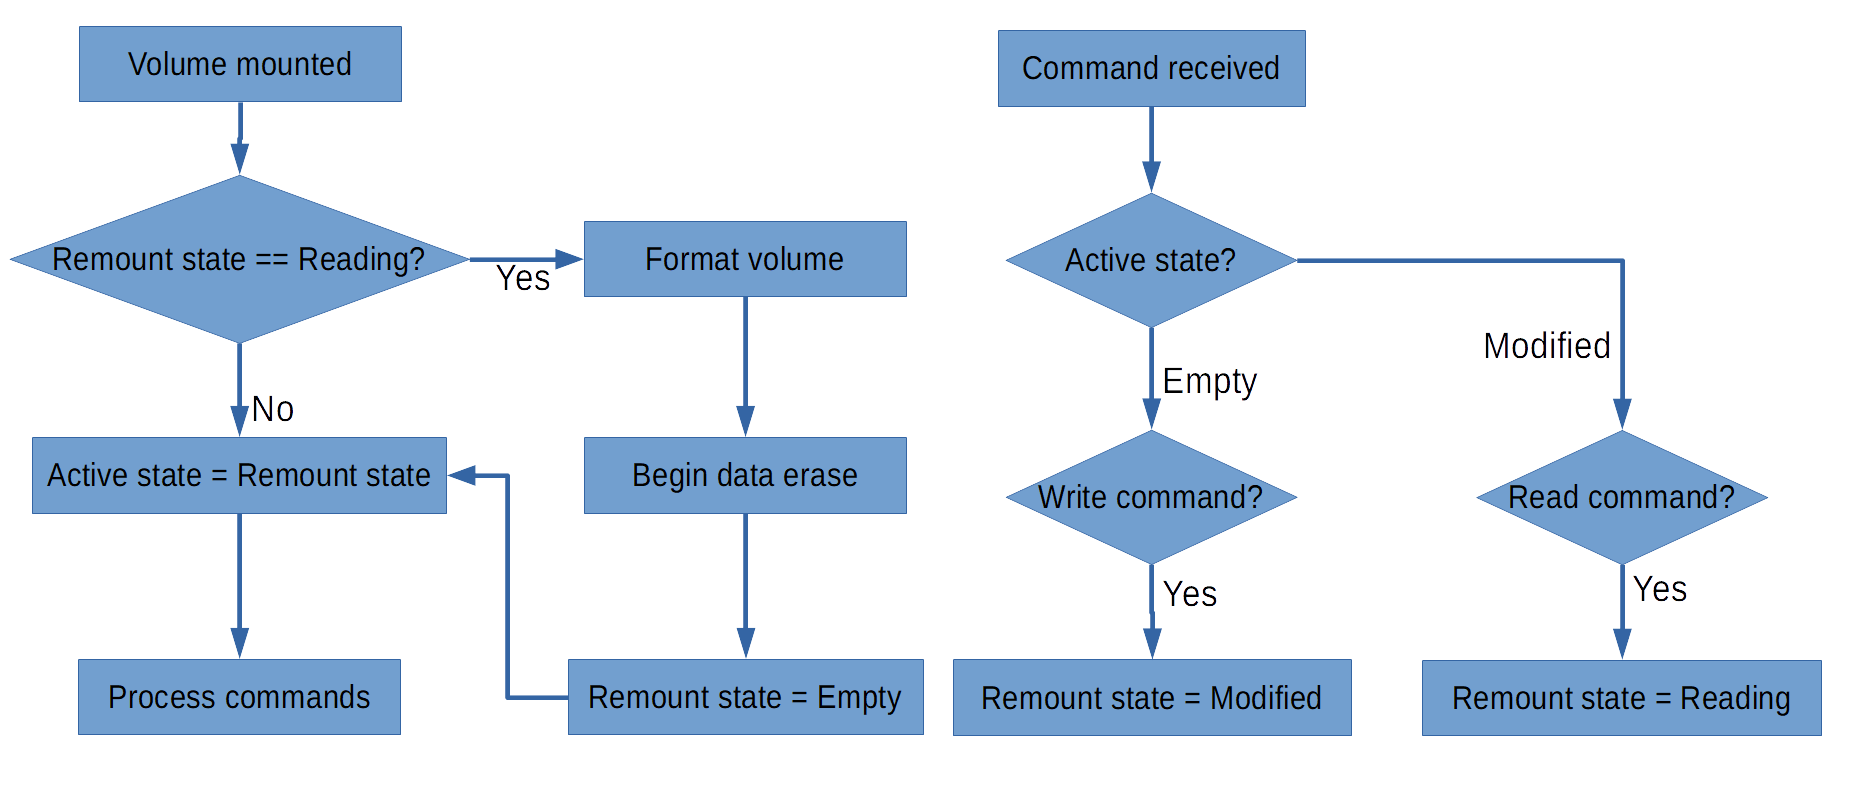 Volume mounted
Remount state == Reading?
Yes
Format volume
No
Active state = Remount state
Begin data erase
Process commands
Remount state = Empty
Command received
Active state?
Modified
Empty
Write command?
Read command?
Yes
Yes
Remount state = Modified
Remount state = Reading